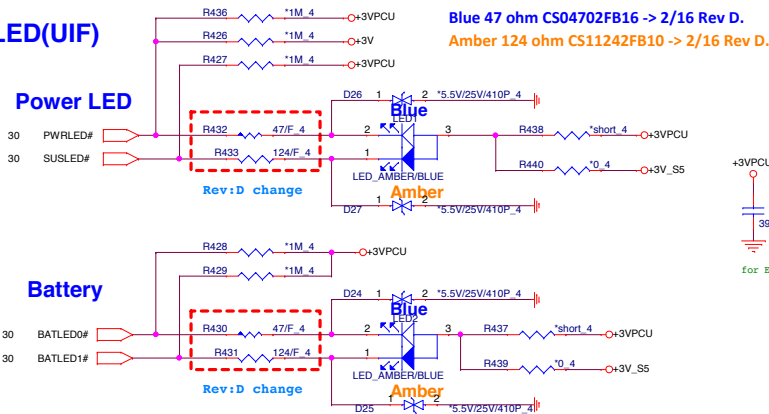 LED(UIF)
Blue 47 ohm CS04702FB16 -> 2/16 Rev D.
Amber 124 ohm CS11242FB10 -> 2/16 Rev D.
R436 *1M_4 +3VPCU
R426 *1M_4 +3V
R427 *1M_4 +3VPCU
Power LED
D26 1 2 *5.5V/25V/410P_4
Blue
LED1
30 PWRLED# R432 47/F_4 2 3 R438 *short_4 +3VPCU
30 SUSLED# R433 124/F_4 1 R440 *0_4 +3V_S5
LED_AMBER/BLUE
Rev:D change
Amber
D27 1 2 *5.5V/25V/410P_4
+3VPCU
39
for E
R428 *1M_4 +3VPCU
R429 *1M_4
Battery
D24 1 2 *5.5V/25V/410P_4
Blue
LED2
30 BATLED0# R430 47/F_4 2 3 R437 *short_4 +3VPCU
30 BATLED1# R431 124/F_4 1 R439 *0_4 +3V_S5
LED_AMBER/BLUE
Rev:D change
Amber
D25 1 2 *5.5V/25V/410P_4